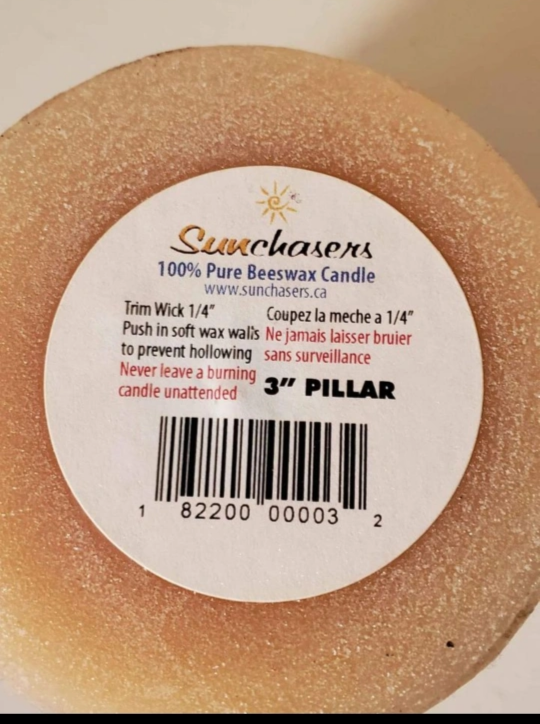 Sunchasers
100% Pure Beeswax Candle
www.sunchasers.ca
Trim Wick 1/4"
Push in soft wax walls
to prevent hollowing
Never leave a burning
candle unattended
Coupez la meche a 1/4"
Ne jamais laisser bruier
sans surveillance
3" PILLAR
1 82200 00003 2